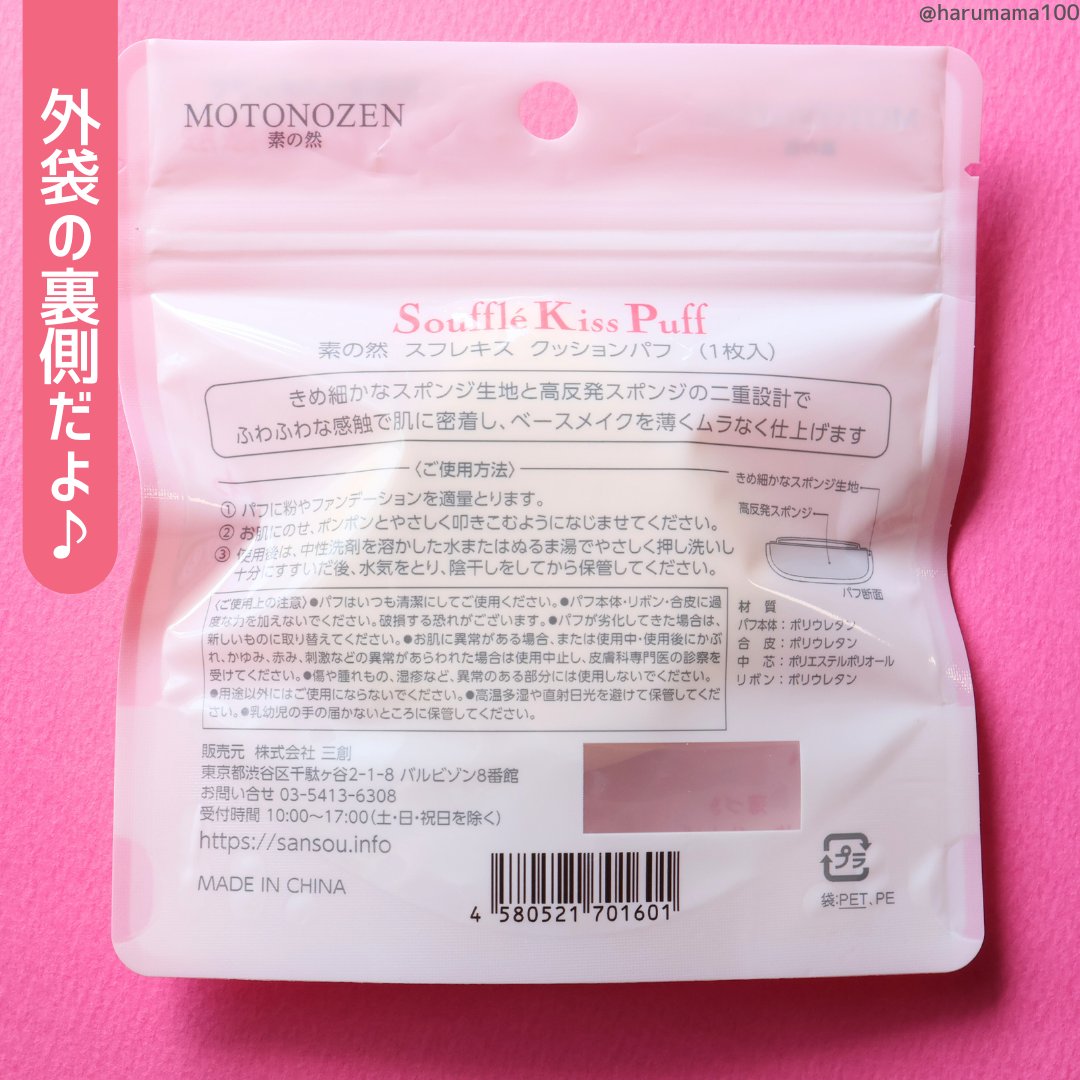 @harumama100
外袋の裏側だよ♪
MOTONOZEN
素の然
Soufflé Kiss Puff
素の然 スフレキス クッションパフ (1枚入)
きめ細かなスポンジ生地と高反発スポンジの二重設計で
ふわふわな感触で肌に密着し、ベースメイクを薄くムラなく仕上げます
〈ご使用方法〉
① パフに粉やファンデーションを適量とります。
② お肌にのせ、ポンポンとやさしく叩きこむようになじませてください。
③ 使用後は、中性洗剤を溶かした水またはぬるま湯でやさしく押し洗いし
十分にすすいだ後、水気をとり、陰干しをしてから保管してください。
きめ細かなスポンジ生地
高反発スポンジ
パフ断面
〈ご使用上の注意〉●パフはいつも清潔にしてご使用ください。●パフ本体・リボン・合皮に過
度な力を加えないでください。破損する恐れがございます。●パフが劣化してきた場合は、
新しいものに取り替えてください。●お肌に異常がある場合、または使用中・使用後にかぶ
れ、かゆみ、赤み、刺激などの異常があらわれた場合は使用中止し、皮膚科専門医の診察を
受けてください。●傷や腫れもの、湿疹など、異常のある部分には使用しないでください。
●用途以外にはご使用にならないでください。●高温多湿や直射日光を避けて保管してくだ
さい。●乳幼児の手の届かないところに保管してください。
材 質
パフ本体：ポリウレタン
合 皮：ポリウレタン
中 芯：ポリエステルポリオール
リボン：ポリウレタン
販売元 株式会社 三創
東京都渋谷区千駄ヶ谷2-1-8 バルビゾン8番館
お問い合せ 03-5413-6308
受付時間 10:00～17:00(土・日・祝日を除く)
https://sansou.info
MADE IN CHINA
4 580521 701601
プラ
袋:PET、PE